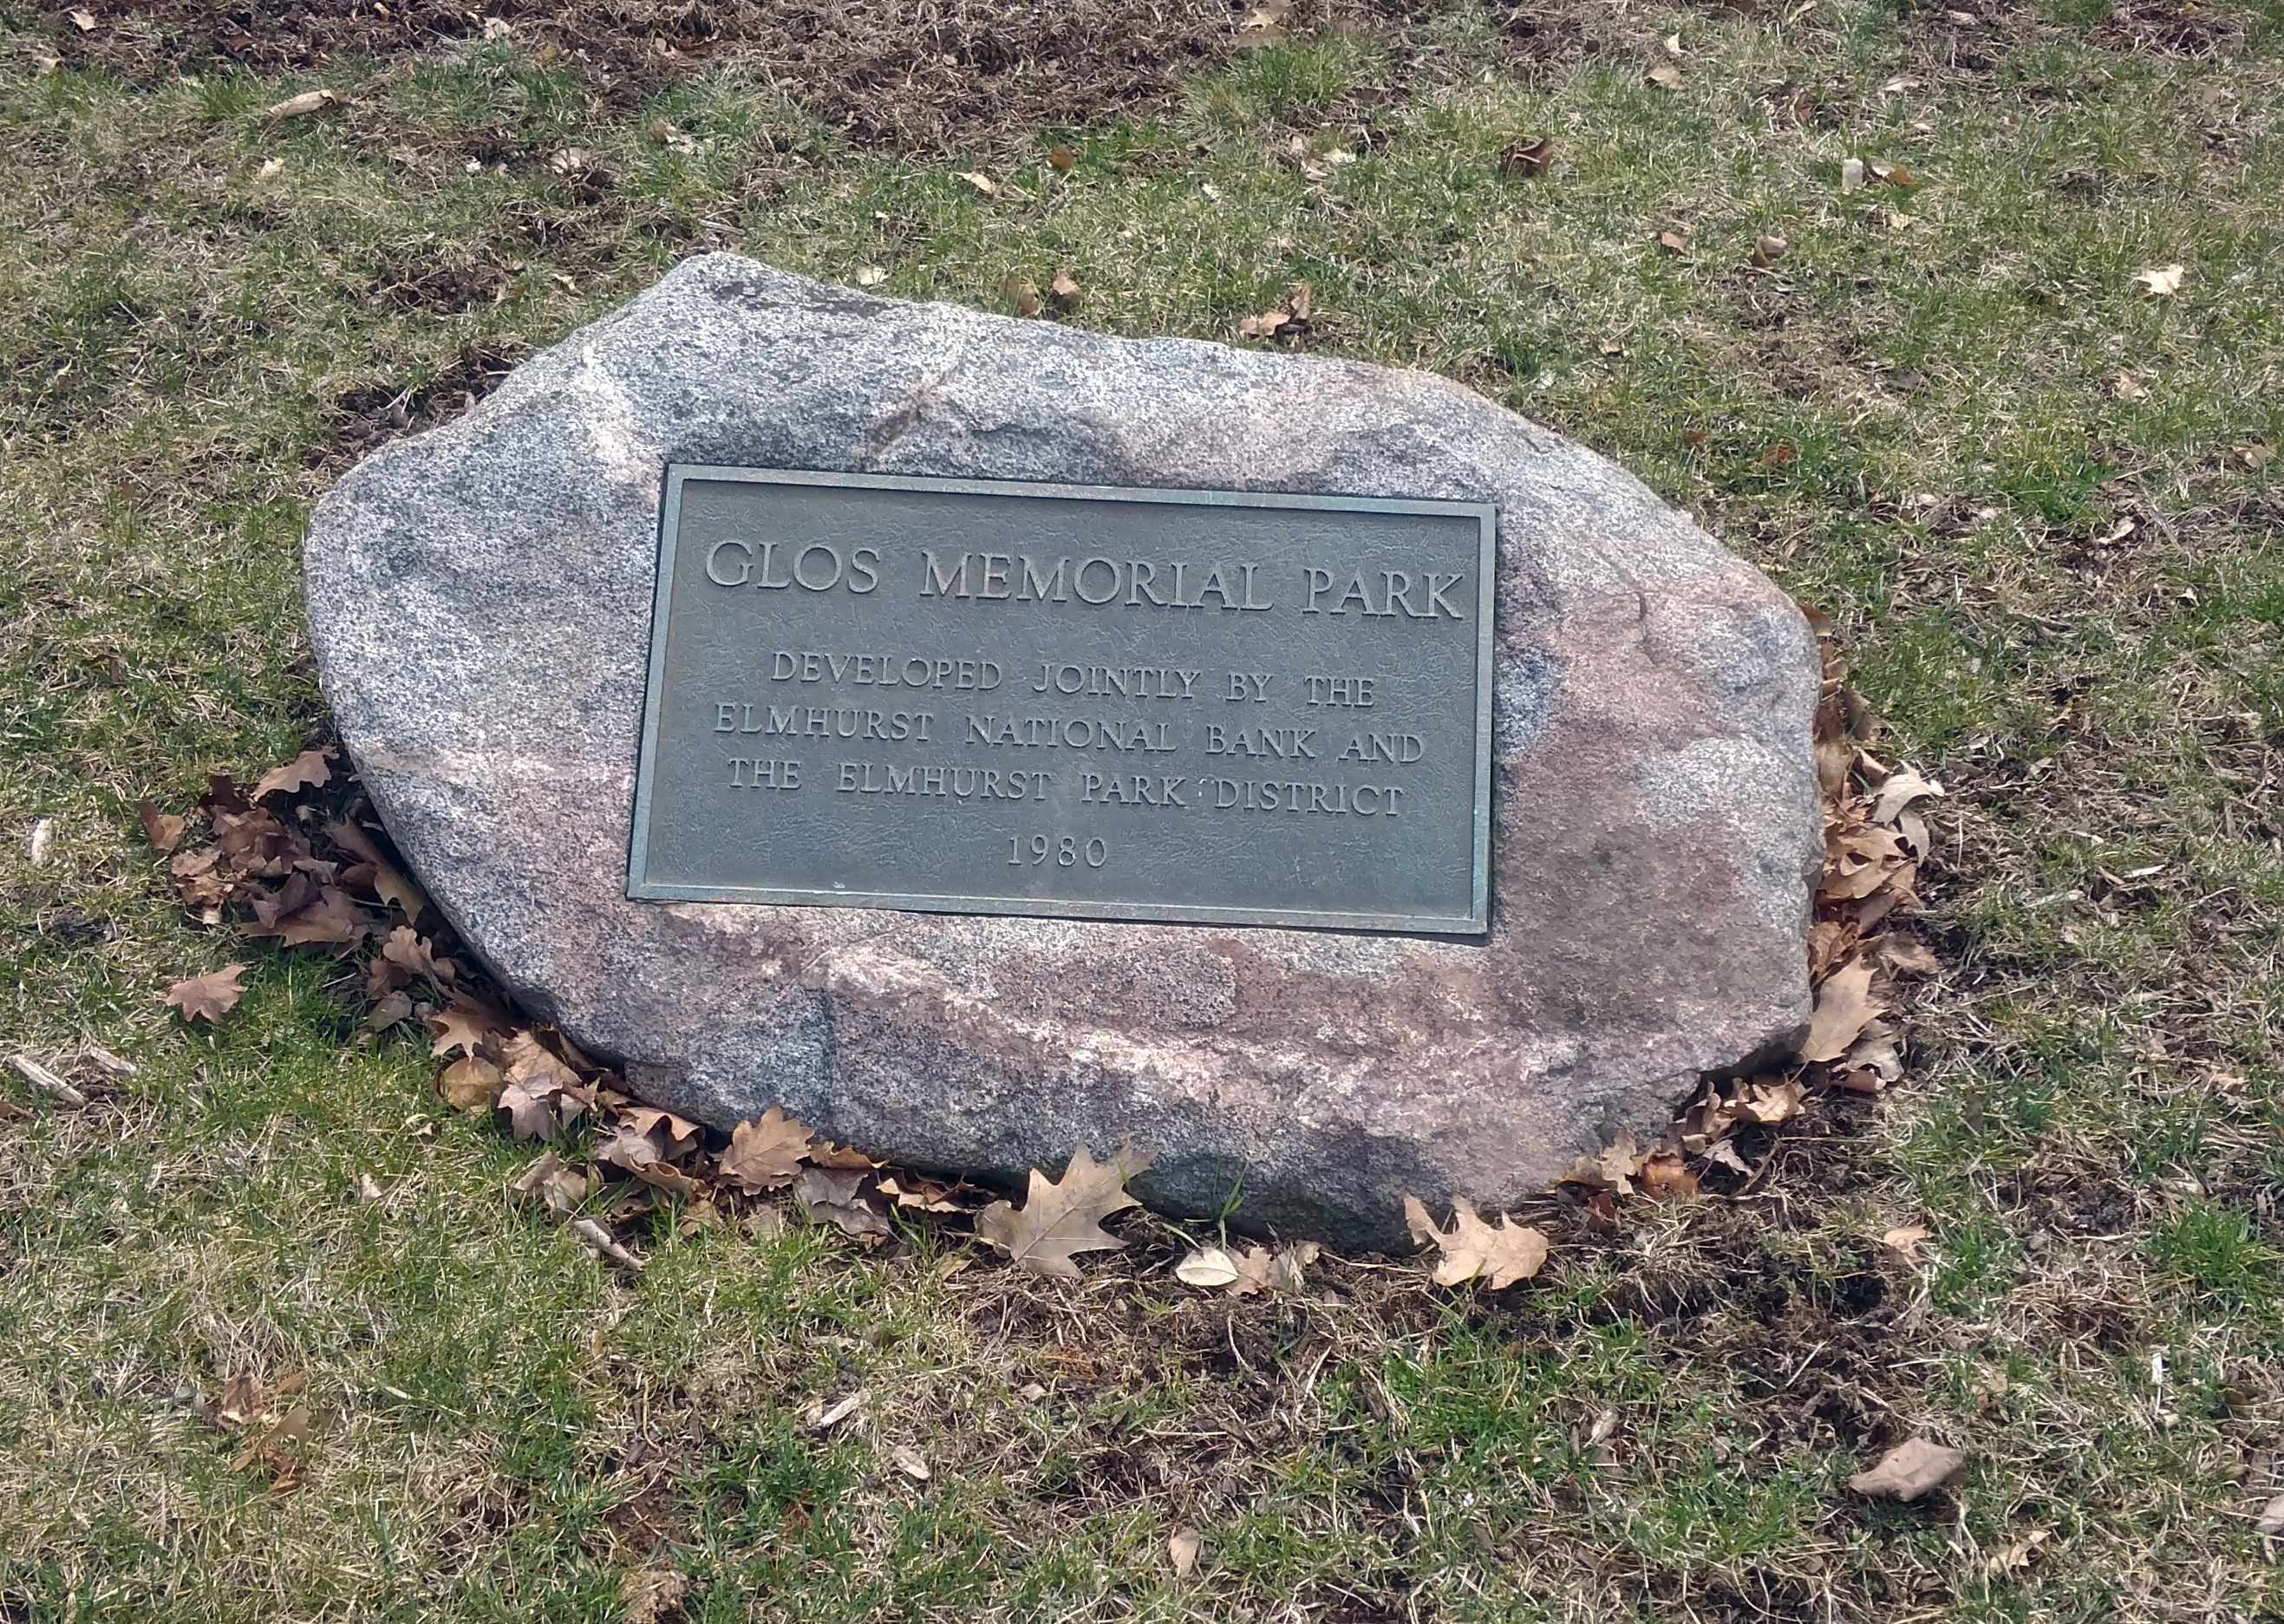 GLOS MEMORIAL PARK
DEVELOPED JOINTLY BY THE
ELMHURST NATIONAL BANK AND
THE ELMHURST PARK DISTRICT
1980